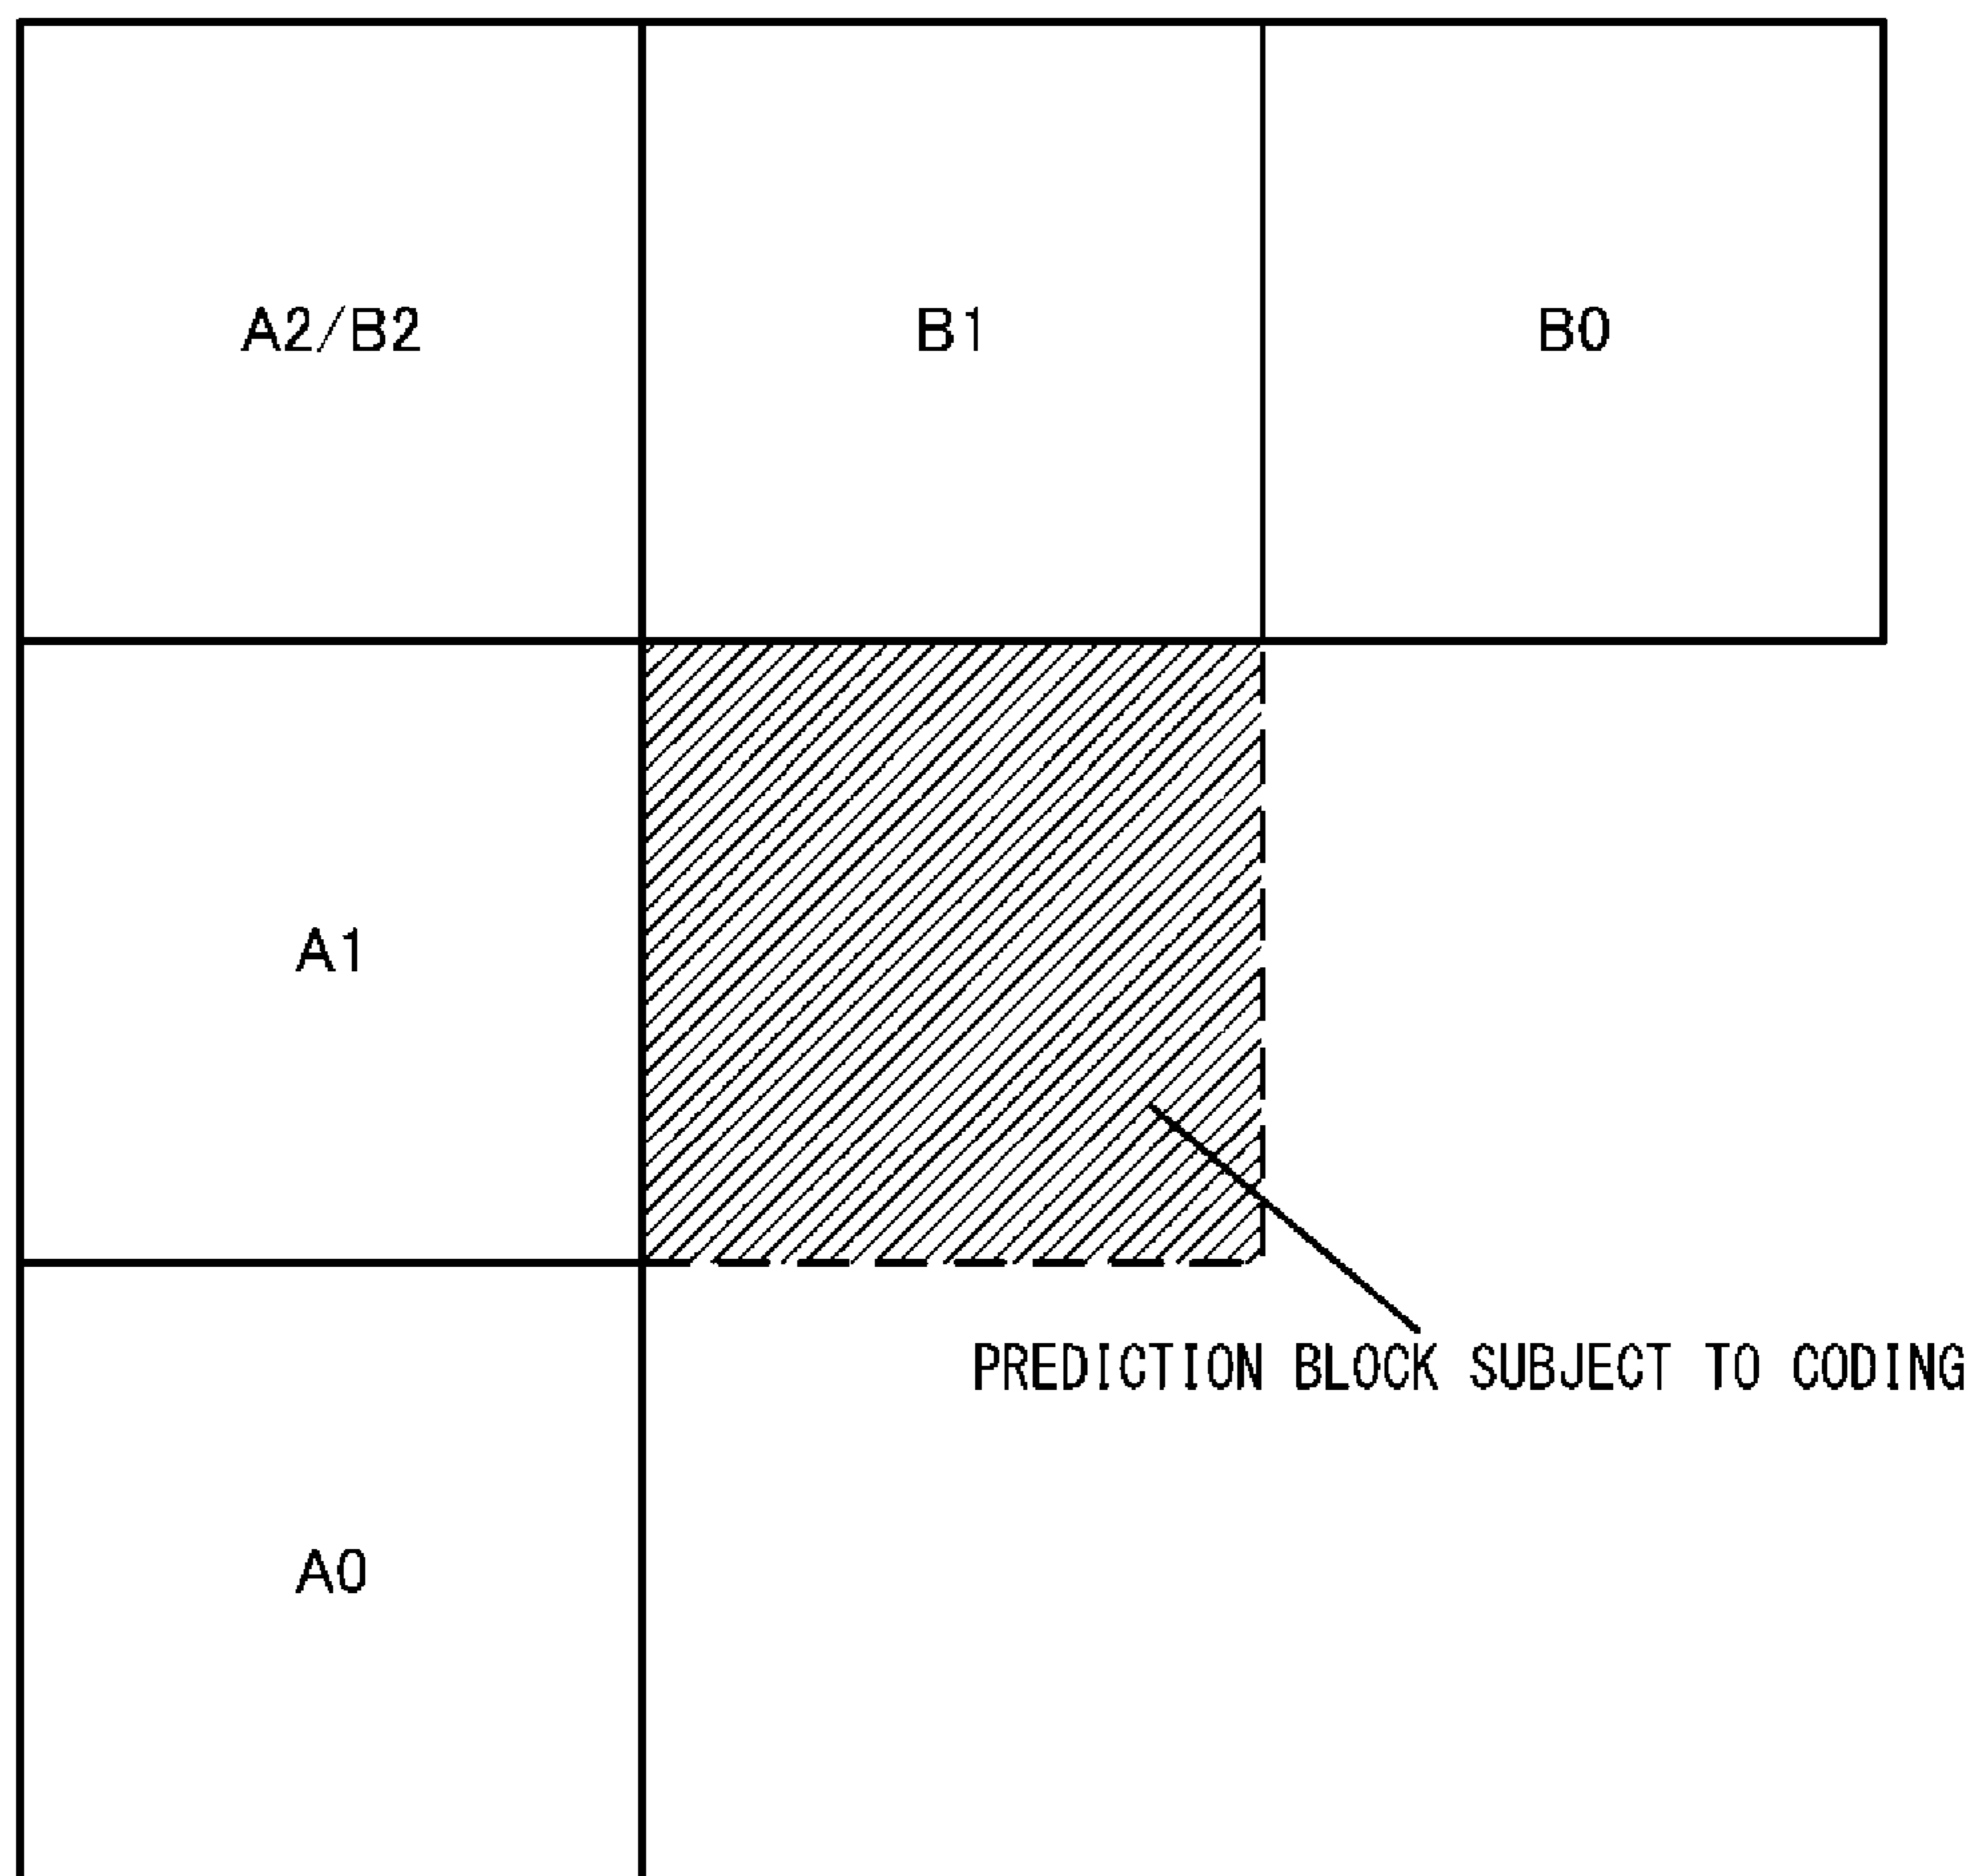 A2/B2
B1
B0
A1
PREDICTION BLOCK SUBJECT TO CODING
A0